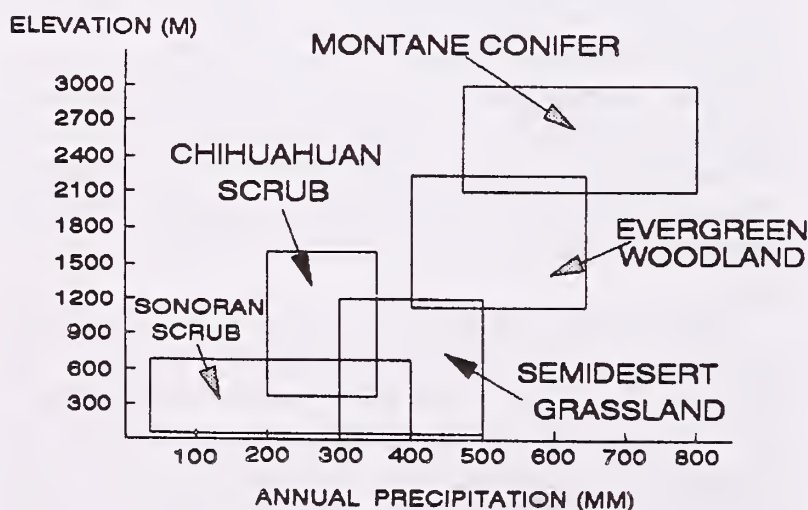 ELEVATION (M)
MONTANE CONIFER
3000
2700
2400
2100
1800
1500
1200
900
600
300
CHIHUAHUAN
SCRUB
EVERGREEN
WOODLAND
SONORAN
SCRUB
SEMIDESERT
GRASSLAND
100 200 300 400 500 600 700 800
ANNUAL PRECIPITATION (MM)